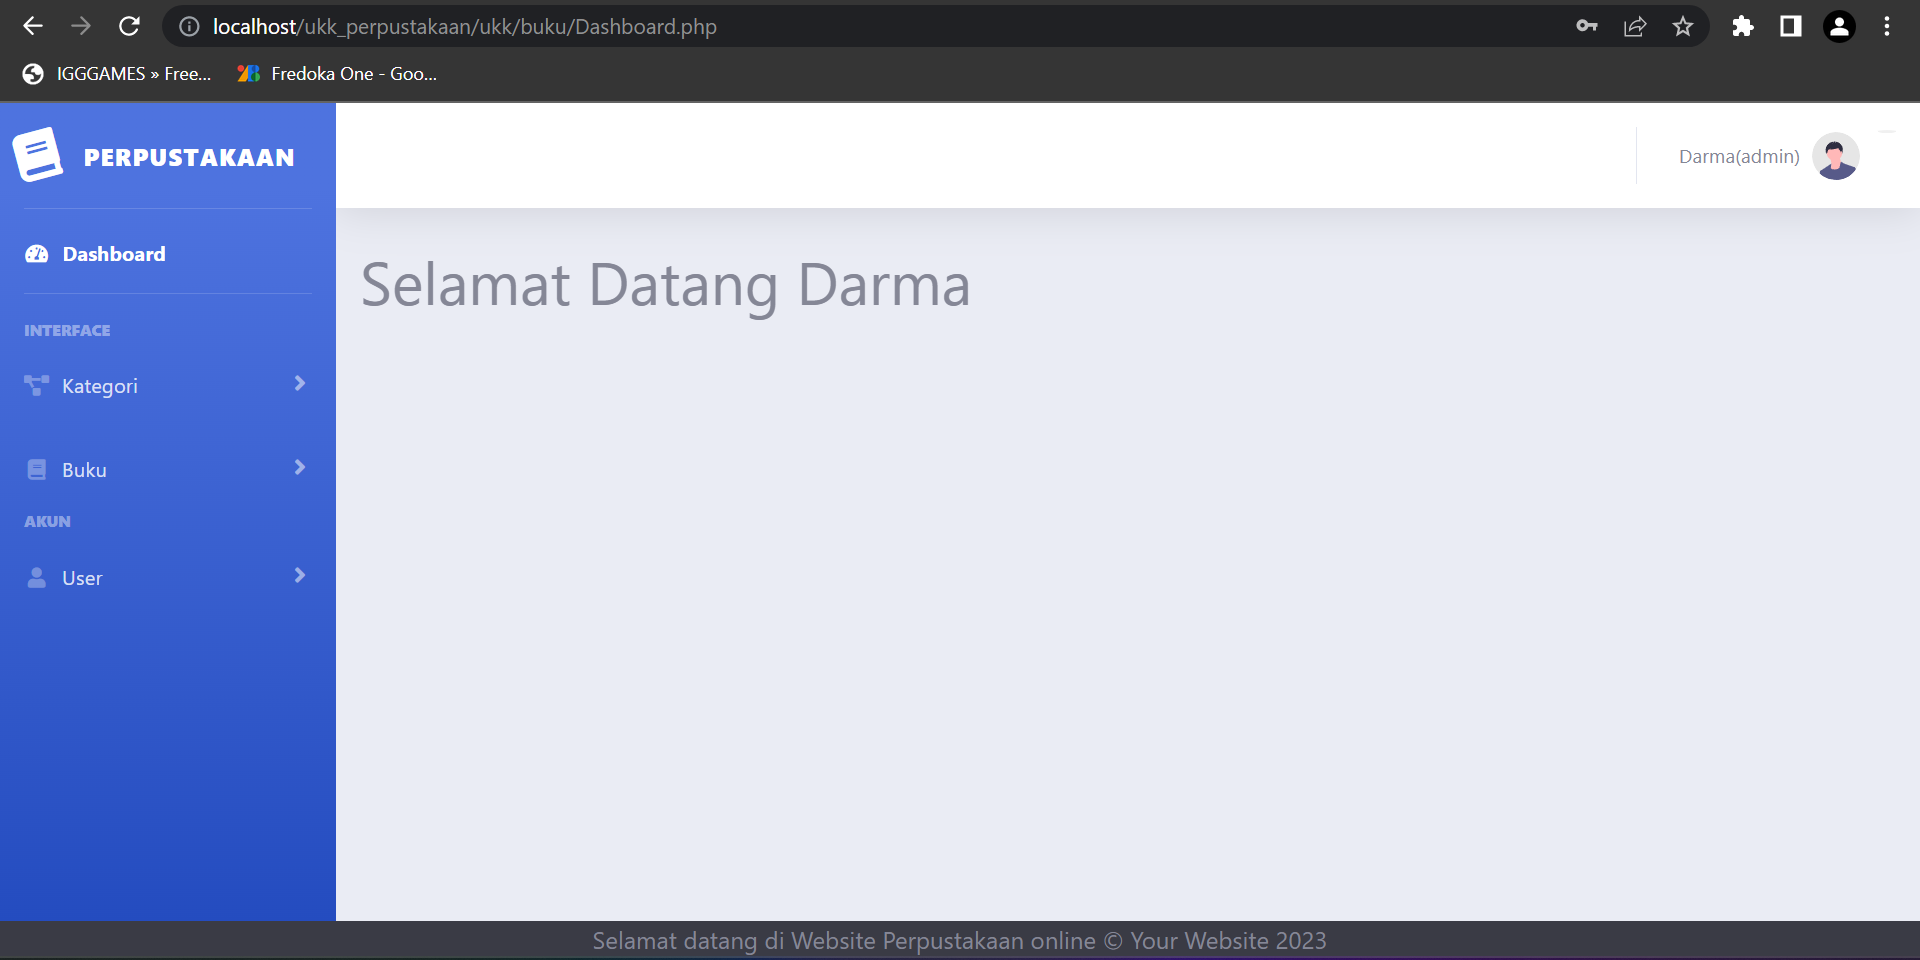 localhost/ukk_perpustakaan/ukk/buku/Dashboard.php
IGGGAMES » Free... Fredoka One - Goo...
PERPUSTAKAAN
Darma(admin)
Dashboard
Selamat Datang Darma
INTERFACE
Kategori
Buku
AKUN
User
Selamat datang di Website Perpustakaan online © Your Website 2023